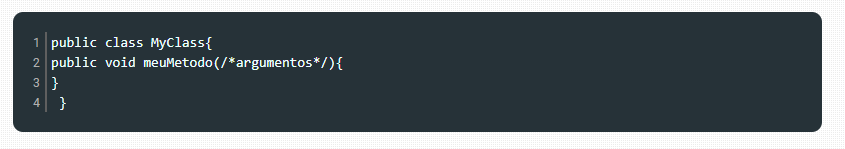 1 public class MyClass{
2 public void meuMetodo(/*argumentos*/){
3 }
4  }